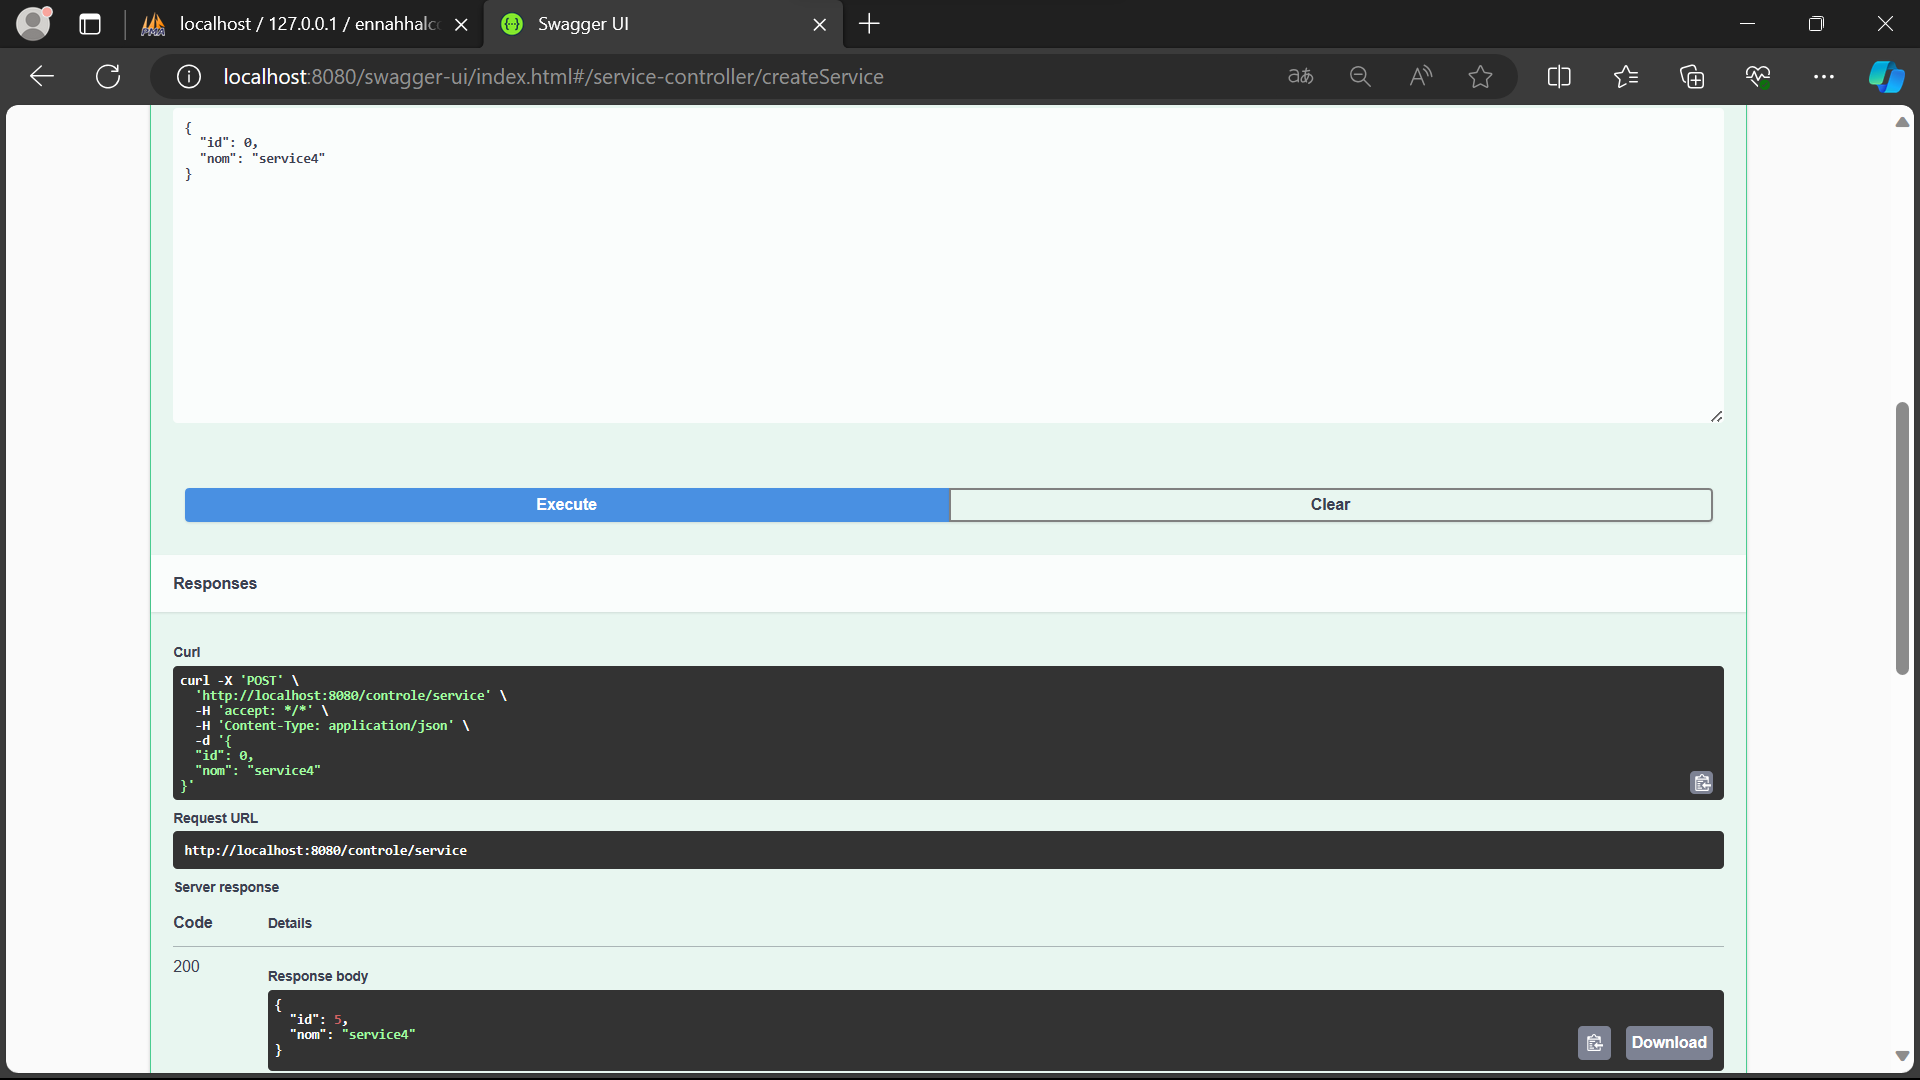 localhost / 127.0.0.1 / ennahhalc
Swagger UI
localhost:8080/swagger-ui/index.html#/service-controller/createService
{
"id": 0,
"nom": "service4"
}
Execute
Clear
Responses
Curl
curl -X 'POST' \
'http://localhost:8080/controle/service' \
-H 'accept: */*' \
-H 'Content-Type: application/json' \
-d '{
"id": 0,
"nom": "service4"
}'
Request URL
http://localhost:8080/controle/service
Server response
Code
Details
200
Response body
{
"id": 5,
"nom": "service4"
}
Download